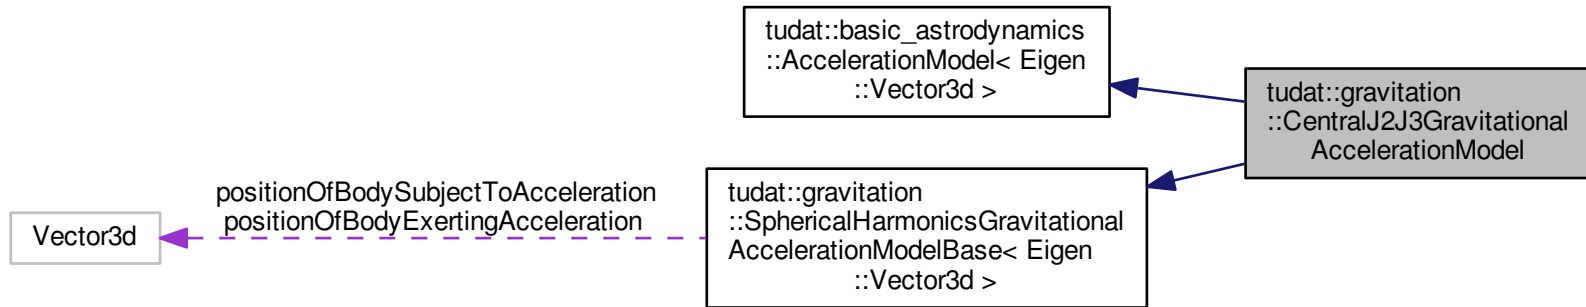 tudat::basic_astrodynamics
::AccelerationModel< Eigen
::Vector3d >
tudat::gravitation
::CentralJ2J3Gravitational
AccelerationModel
positionOfBodySubjectToAcceleration
positionOfBodyExertingAcceleration
Vector3d
tudat::gravitation
::SphericalHarmonicsGravitational
AccelerationModelBase< Eigen
::Vector3d >